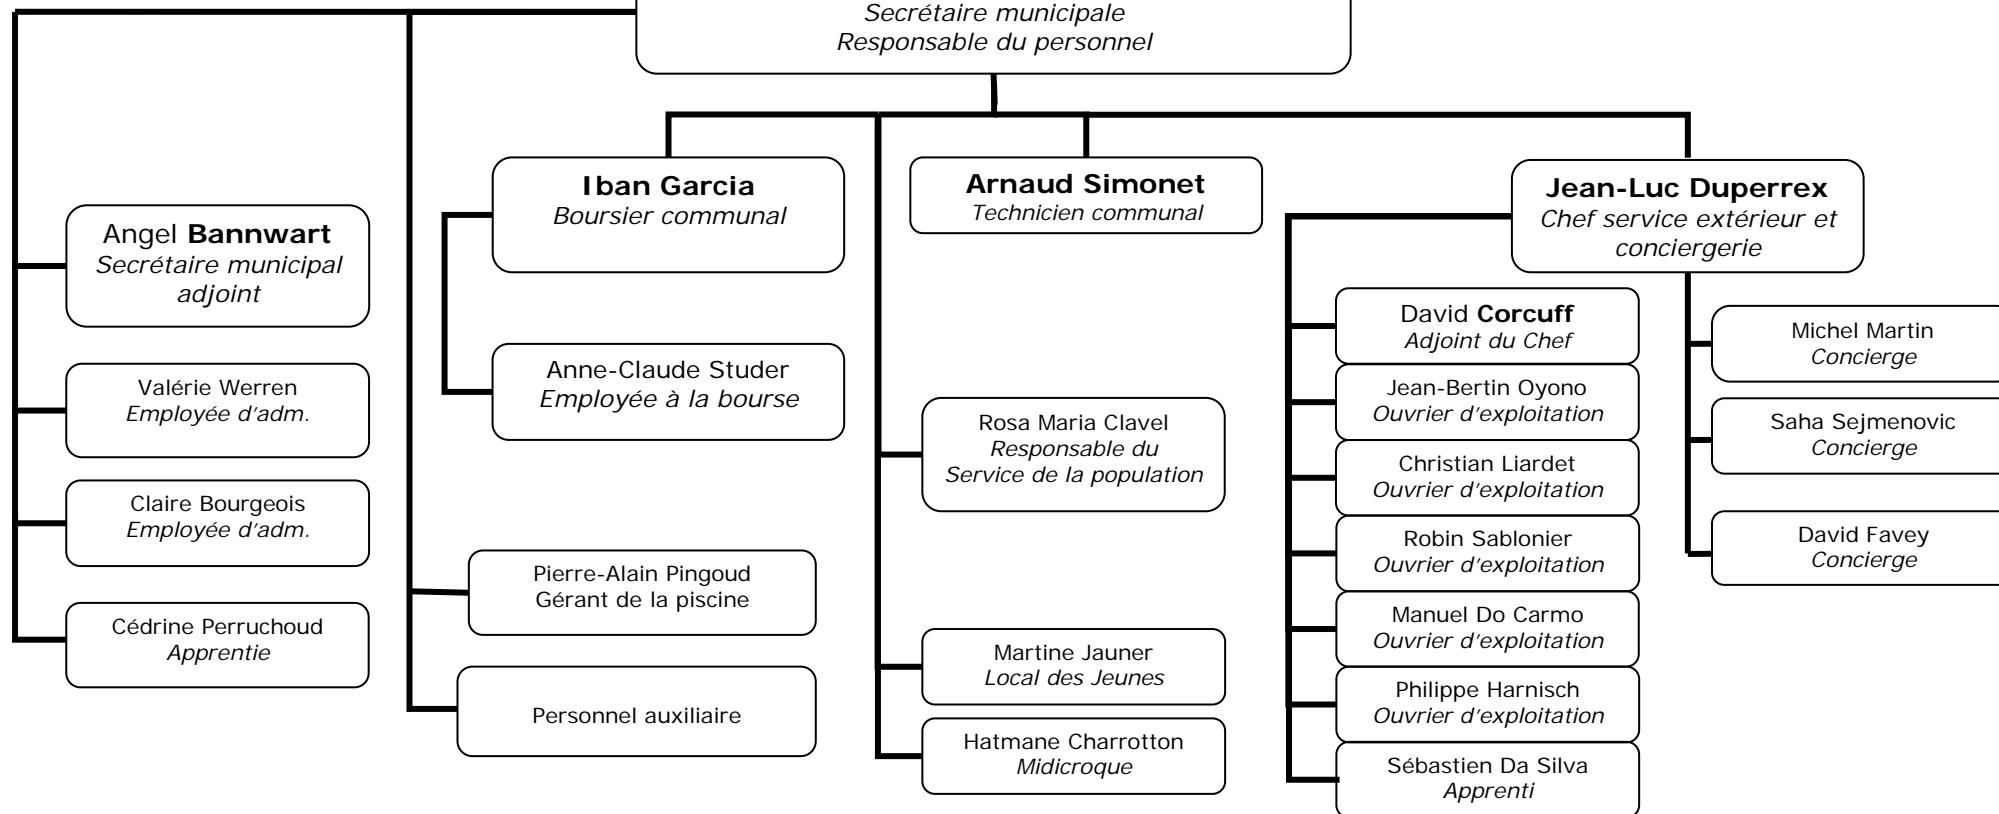 Secrétaire municipale
Responsable du personnel
Angel Bannwart
Secrétaire municipal
adjoint
Valérie Werren
Employée d'adm.
Claire Bourgeois
Employée d'adm.
Cédrine Perruchoud
Apprentie
Iban Garcia
Boursier communal
Anne-Claude Studer
Employée à la bourse
Pierre-Alain Pingoud
Gérant de la piscine
Personnel auxiliaire
Arnaud Simonet
Technicien communal
Rosa Maria Clavel
Responsable du
Service de la population
Martine Jauner
Local des Jeunes
Hatmane Charrotton
Midicroque
Jean-Luc Duperrex
Chef service extérieur et
conciergerie
David Corcuff
Adjoint du Chef
Jean-Bertin Oyono
Ouvrier d'exploitation
Christian Liardet
Ouvrier d'exploitation
Robin Sablonier
Ouvrier d'exploitation
Manuel Do Carmo
Ouvrier d'exploitation
Philippe Harnisch
Ouvrier d'exploitation
Sébastien Da Silva
Apprenti
Michel Martin
Concierge
Saha Sejmenovic
Concierge
David Favey
Concierge